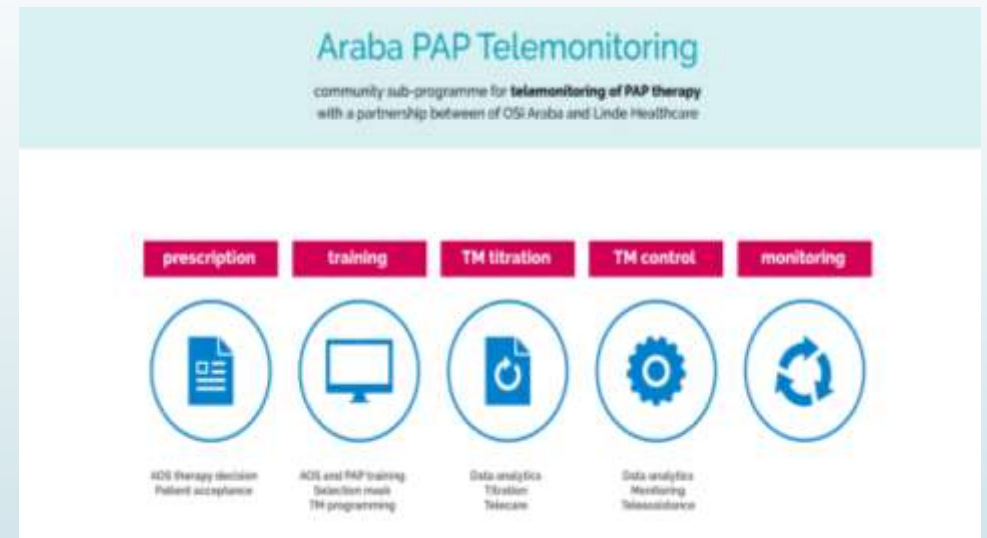 Araba PAP Telemonitoring
community sub-programme for telemonitoring of PAP therapy
with a partnership between of OSI Araba and Linde Healthcare
prescription
training
TM titration
TM control
monitoring
AOS therapy decision
Patient acceptance
AOS and PAP training
Selection mask
TM programming
Data analytics
Titration
Telecare
Data analytics
Monitoring
Teleassistance